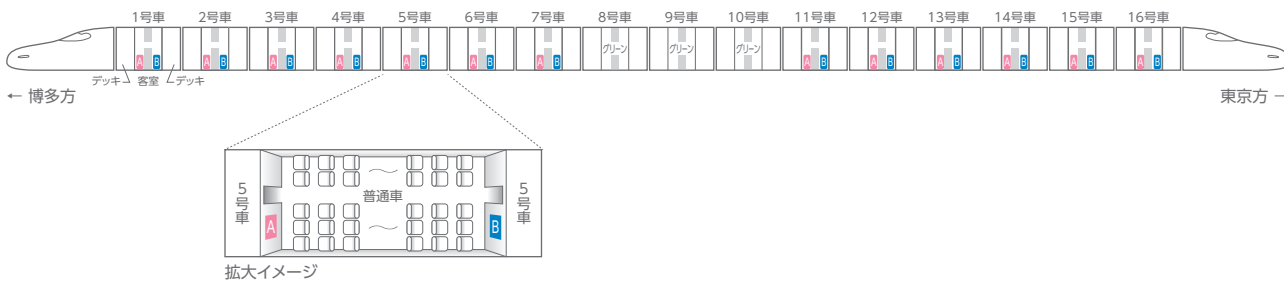 1号車 2号車 3号車 4号車 5号車 6号車 7号車 8号車 9号車 10号車 11号車 12号車 13号車 14号車 15号車 16号車
グリーン グリーン グリーン
A B A B A B A B A B A B A B A B A B A B A B A B A B
デッキ 客室 デッキ
← 博多方
東京方
5号車
A
普通車
B
5号車
拡大イメージ